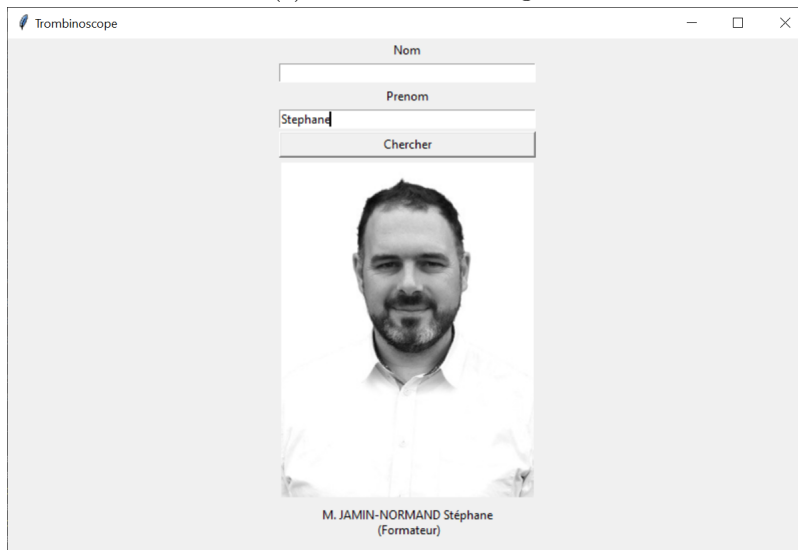 Trombinoscope
Nom
Prenom
Stephane
Chercher
M. JAMIN-NORMAND Stéphane
(Formateur)